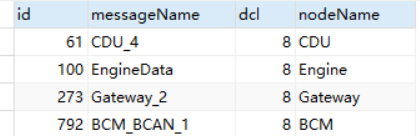 id messageName dcl nodeName
61 CDU_4 8 CDU
100 EngineData 8 Engine
273 Gateway_2 8 Gateway
792 BCM_BCAN_1 8 BCM